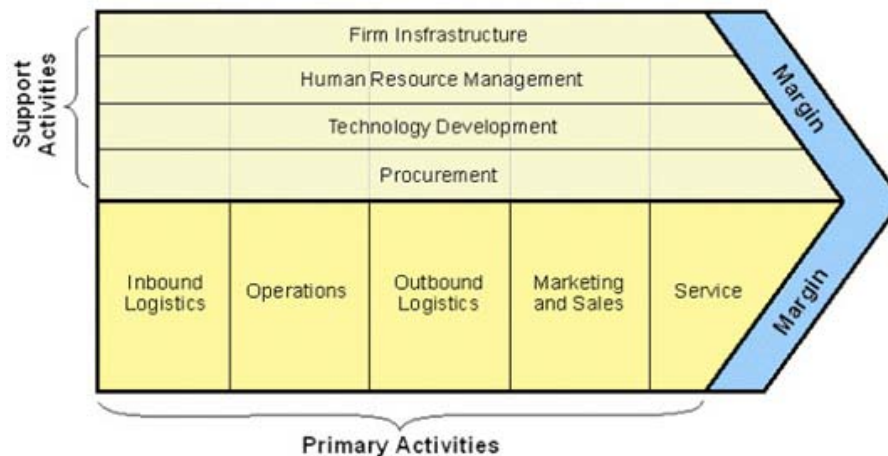 Support
Activities
Firm Insfrastructure
Human Resource Management
Technology Development
Procurement
Margin
Inbound
Logistics
Operations
Outbound
Logistics
Marketing
and Sales
Service
Margin
Primary Activities